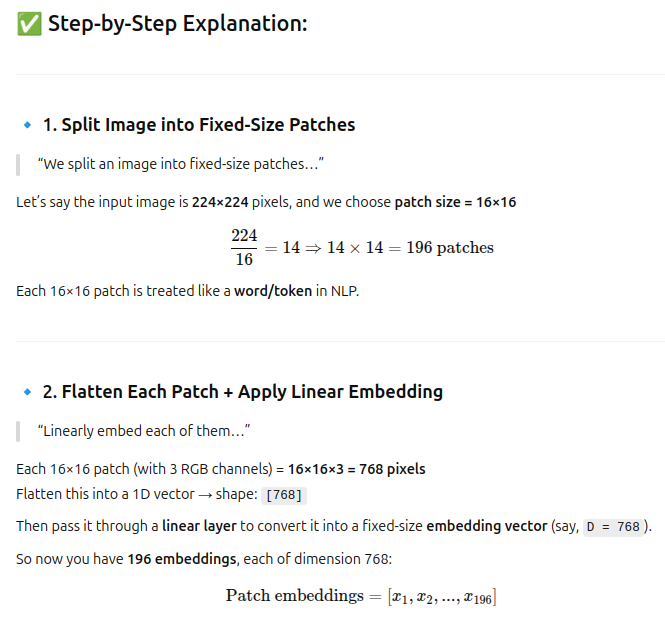 ✅ Step-by-Step Explanation:
🔹 1. Split Image into Fixed-Size Patches
“We split an image into fixed-size patches…”
Let’s say the input image is 224×224 pixels, and we choose patch size = 16×16
224/16 = 14 ⇒ 14 × 14 = 196 patches
Each 16×16 patch is treated like a word/token in NLP.
🔹 2. Flatten Each Patch + Apply Linear Embedding
“Linearly embed each of them…”
Each 16×16 patch (with 3 RGB channels) = 16×16×3 = 768 pixels
Flatten this into a 1D vector → shape: [768]
Then pass it through a linear layer to convert it into a fixed-size embedding vector (say, D = 768 ).
So now you have 196 embeddings, each of dimension 768:
Patch embeddings = [x₁, x₂, ..., x₁₉₆]